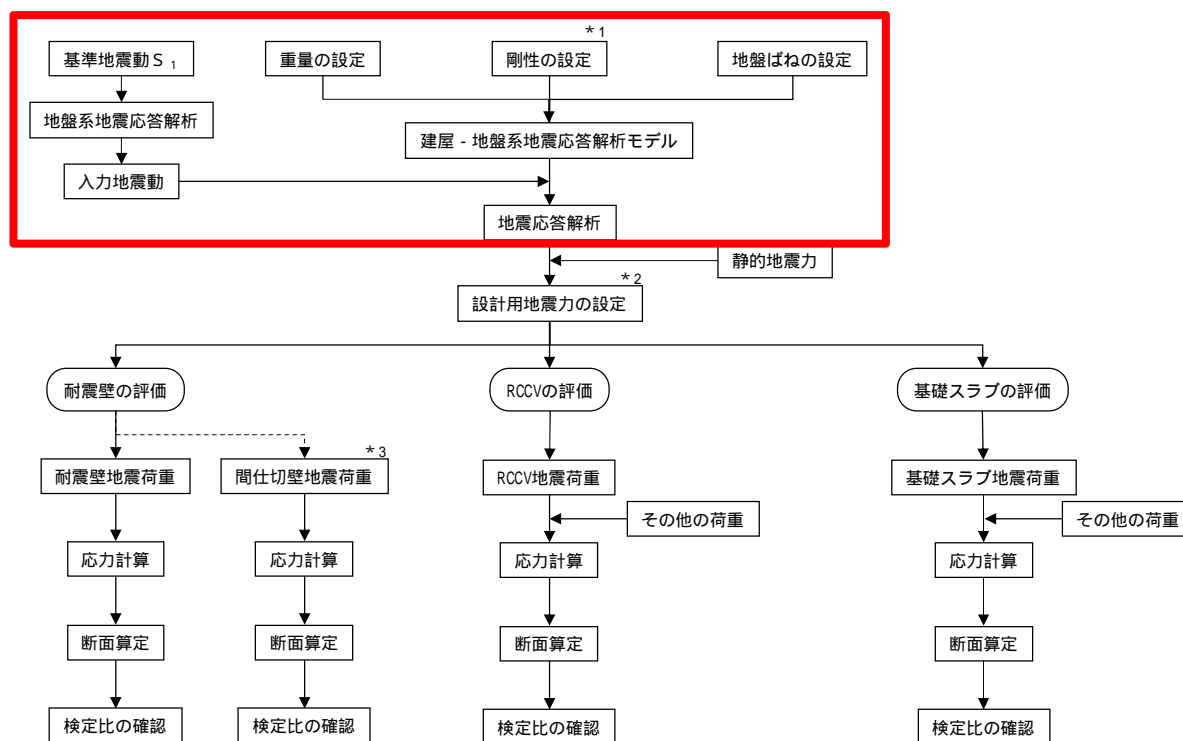 ＊1
基準地震動Ｓ₁
重量の設定
剛性の設定
地盤ばねの設定
地盤系地震応答解析
建屋 - 地盤系地震応答解析モデル
入力地震動
地震応答解析
静的地震力
＊2
設計用地震力の設定
耐震壁の評価
RCCVの評価
基礎スラブの評価
＊3
耐震壁地震荷重
間仕切壁地震荷重
RCCV地震荷重
基礎スラブ地震荷重
その他の荷重
その他の荷重
応力計算
応力計算
応力計算
応力計算
断面算定
断面算定
断面算定
断面算定
検定比の確認
検定比の確認
検定比の確認
検定比の確認